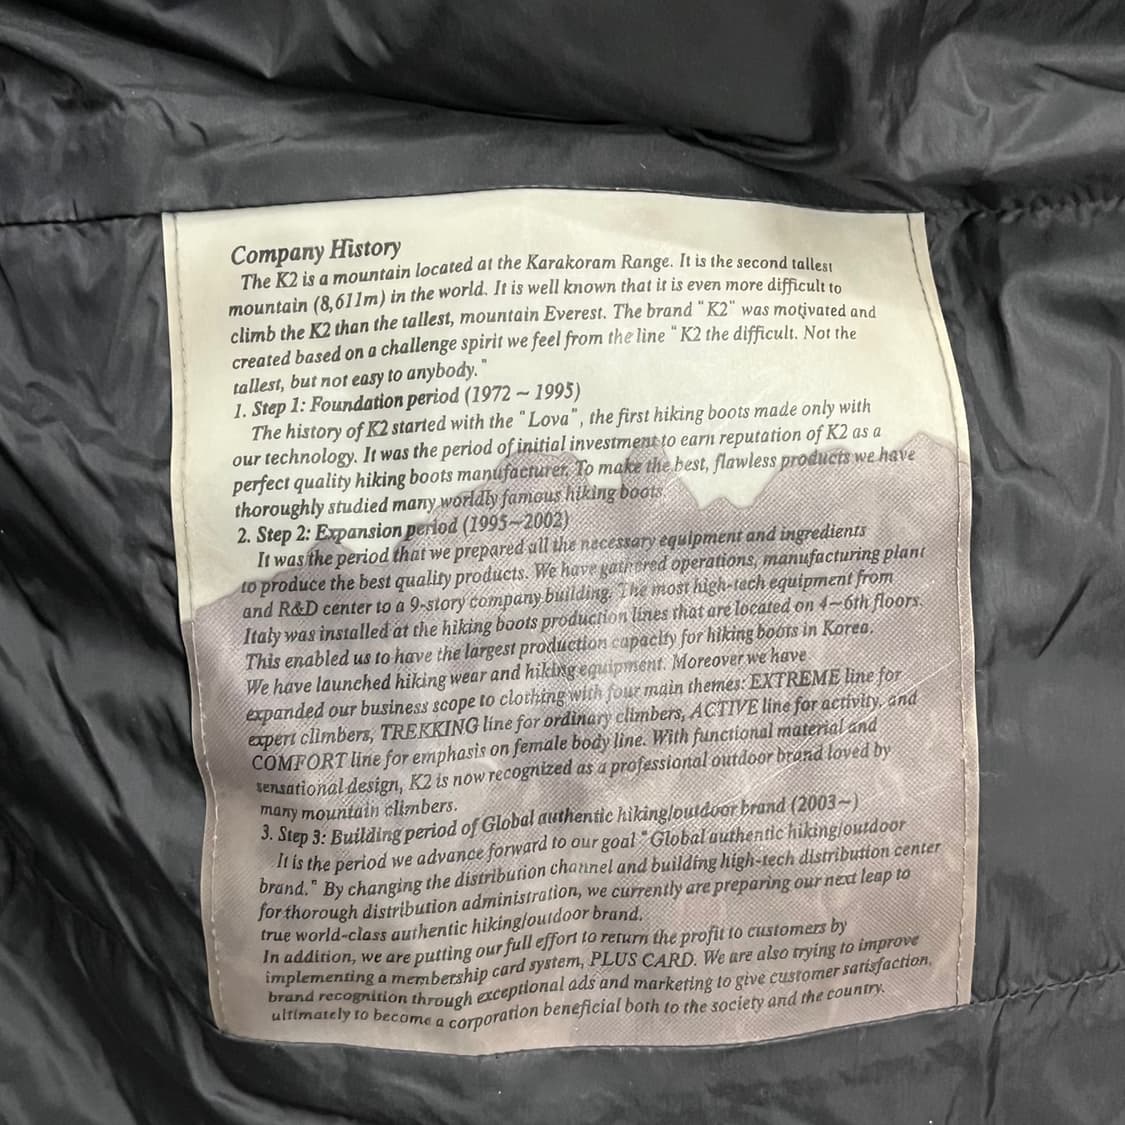 Company History
The K2 is a mountain located at the Karakoram Range. It is the second tallest
mountain (8,611m) in the world. It is well known that it is even more difficult to
climb the K2 than the tallest, mountain Everest. The brand "K2" was motivated and
created based on a challenge spirit we feel from the line "K2 the difficult. Not the
tallest, but not easy to anybody."
1. Step 1: Foundation period (1972 ~ 1995)
The history of K2 started with the "Lova", the first hiking boots made only with
our technology. It was the period of initial investment to earn reputation of K2 as a
perfect quality hiking boots manufacturer. To make the best, flawless products we have
thoroughly studied many worldly famous hiking boots.
2. Step 2: Expansion period (1995~2002)
It was the period that we prepared all the necessary equipment and ingredients
to produce the best quality products. We have gathered operations, manufacturing plant
and R&D center to a 9-story company building. The most high-tech equipment from
Italy was installed at the hiking boots production lines that are located on 4~6th floors.
This enabled us to have the largest production capacity for hiking boots in Korea.
We have launched hiking wear and hiking equipment. Moreover we have
expanded our business scope to clothing with four main themes: EXTREME line for
expert climbers, TREKKING line for ordinary climbers, ACTIVE line for activity, and
COMFORT line for emphasis on female body line. With functional material and
sensational design, K2 is now recognized as a professional outdoor brand loved by
many mountain climbers.
3. Step 3: Building period of Global authentic hiking/outdoor brand (2003~)
It is the period we advance forward to our goal "Global authentic hiking/outdoor
brand." By changing the distribution channel and building high-tech distribution center
for thorough distribution administration, we currently are preparing our next leap to
true world-class authentic hiking/outdoor brand.
In addition, we are putting our full effort to return the profit to customers by
implementing a membership card system, PLUS CARD. We are also trying to improve
brand recognition through exceptional ads and marketing to give customer satisfaction,
ultimately to become a corporation beneficial both to the society and the country.